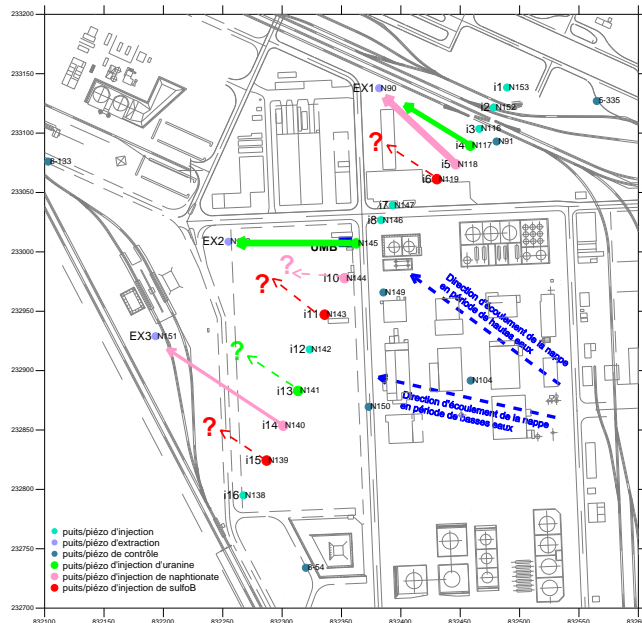 233200
233150
233100
233050
233000
232950
232900
232850
232800
232750
232700
832100
832150
832200
832250
832300
832350
832400
832450
832500
832550
EX1 N90
i1 N153
i2 N152
i3 N116
N91
i4 N117
i5 N118
i6 N119
i7 N147
i8 N146
EX2
UMB
N145
i10 N144
N149
i11 N143
EX3 N151
i12 N142
i13 N141
N104
N150
i14 N140
i15 N139
i16 N138
?
?
?
?
?
Direction d'écoulement de la nappe
en période de hautes eaux
Direction d'écoulement de la nappe
en période de basses eaux
puits/piézo d'injection
puits/piézo d'extraction
puits/piézo de contrôle
puits/piézo d'injection d'uranine
puits/piézo d'injection de naphtionate
puits/piézo d'injection de sulfoB